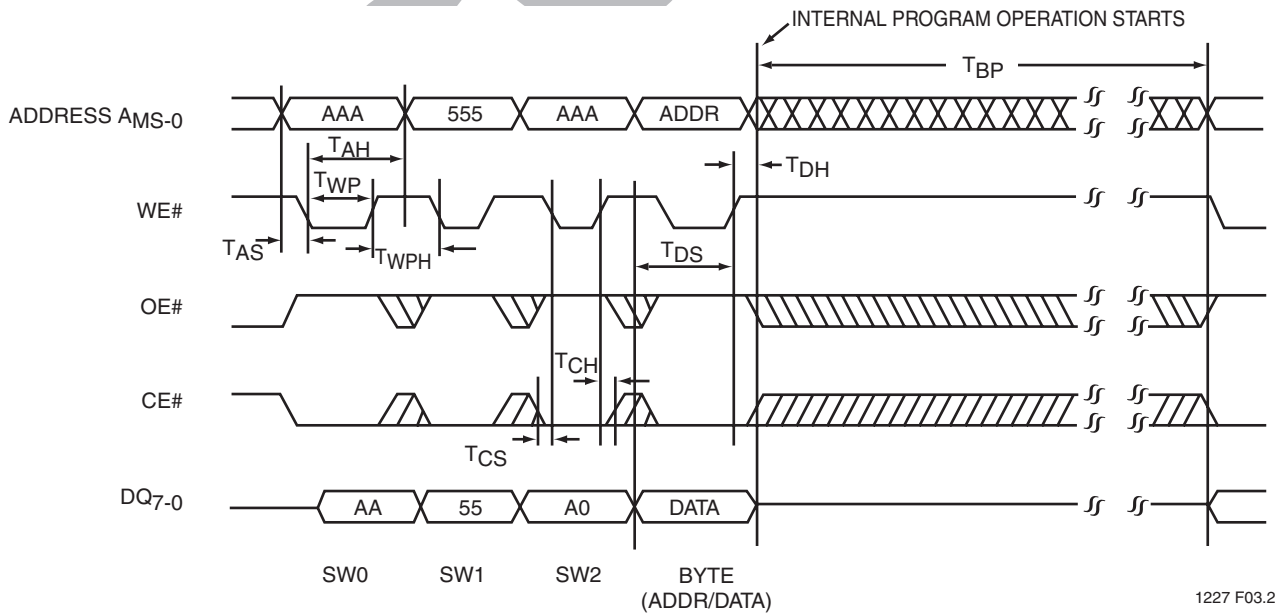 INTERNAL PROGRAM OPERATION STARTS
TBP
ADDRESS AMS-0
AAA 555 AAA ADDR
TAH
TDH
TWP
WE#
TAS
TWPH
TDS
OE#
TCH
CE#
TCS
DQ7-0
AA 55 A0 DATA
SW0 SW1 SW2 BYTE
(ADDR/DATA)
1227 F03.2